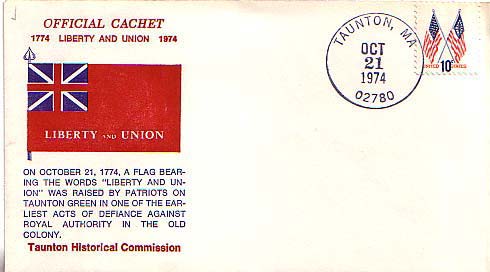 OFFICIAL CACHET
1774 LIBERTY AND UNION 1974
LIBERTY AND UNION
ON OCTOBER 21, 1774, A FLAG BEAR-
ING THE WORDS "LIBERTY AND UN-
ION" WAS RAISED BY PATRIOTS ON
TAUNTON GREEN IN ONE OF THE EAR-
LIEST ACTS OF DEFIANCE AGAINST
ROYAL AUTHORITY IN THE OLD
COLONY.
Taunton Historical Commission
TAUNTON, MA
OCT
21
1974
02780
UNITED 10c STATES